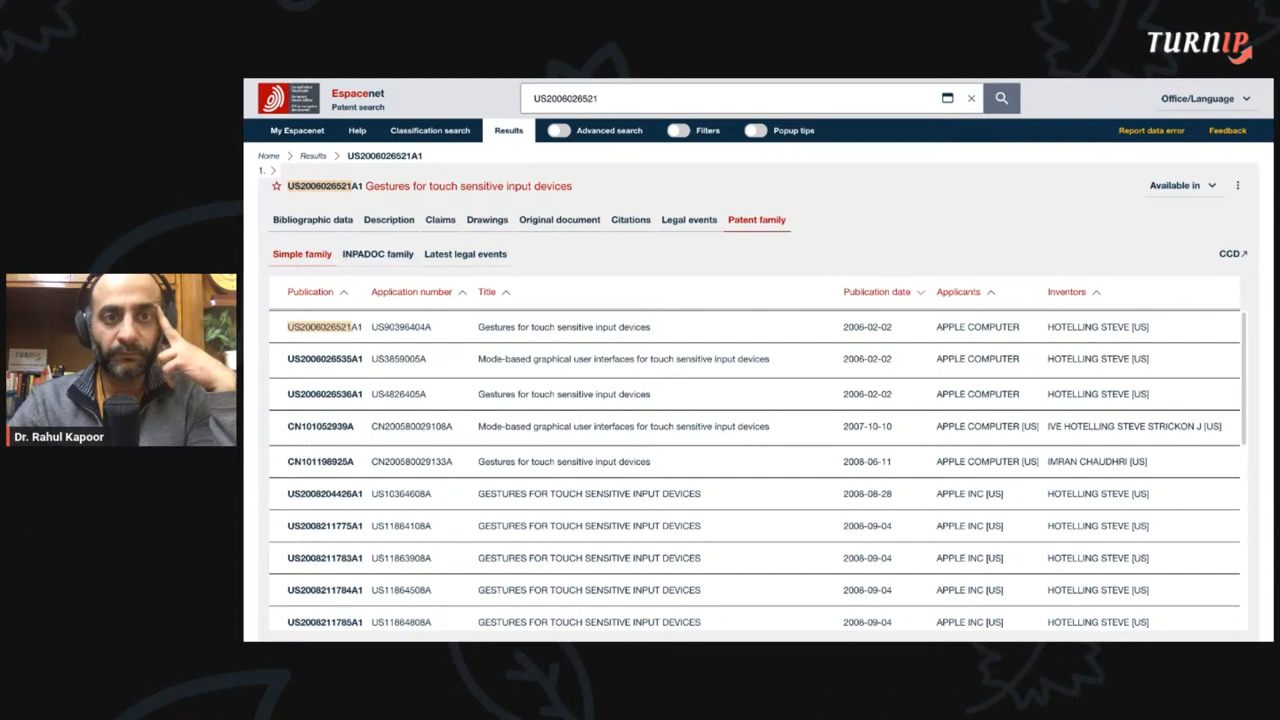 TURNIP
Espacenet
Patent search
US2006026521
Office/Language
My Espacenet Help Classification search Results Advanced search Filters Popup tips Report data error Feedback
Home Results US2006026521A1
1.
US2006026521A1 Gestures for touch sensitive input devices Available in
Bibliographic data Description Claims Drawings Original document Citations Legal events Patent family
Simple family INPADOC family Latest legal events CCD
Publication Application number Title Publication date Applicants Inventors
US2006026521A1 US90396404A Gestures for touch sensitive input devices 2006-02-02 APPLE COMPUTER HOTELLING STEVE [US]
US2006026535A1 US3859005A Mode-based graphical user interfaces for touch sensitive input devices 2006-02-02 APPLE COMPUTER HOTELLING STEVE [US]
US2006026536A1 US4826405A Gestures for touch sensitive input devices 2006-02-02 APPLE COMPUTER HOTELLING STEVE [US]
CN101052939A CN200580029108A Mode-based graphical user interfaces for touch sensitive input devices 2007-10-10 APPLE COMPUTER [US] IVE HOTELLING STEVE STRICKON J [US]
CN101198925A CN200580029133A Gestures for touch sensitive input devices 2008-06-11 APPLE COMPUTER [US] IMRAN CHAUDHRI [US]
US2008204426A1 US10364608A GESTURES FOR TOUCH SENSITIVE INPUT DEVICES 2008-08-28 APPLE INC [US] HOTELLING STEVE [US]
US2008211775A1 US11864108A GESTURES FOR TOUCH SENSITIVE INPUT DEVICES 2008-09-04 APPLE INC [US] HOTELLING STEVE [US]
US2008211783A1 US11863908A GESTURES FOR TOUCH SENSITIVE INPUT DEVICES 2008-09-04 APPLE INC [US] HOTELLING STEVE [US]
US2008211784A1 US11864508A GESTURES FOR TOUCH SENSITIVE INPUT DEVICES 2008-09-04 APPLE INC [US] HOTELLING STEVE [US]
US2008211785A1 US11864808A GESTURES FOR TOUCH SENSITIVE INPUT DEVICES 2008-09-04 APPLE INC [US] HOTELLING STEVE [US]
TURNIP
Dr. Rahul Kapoor